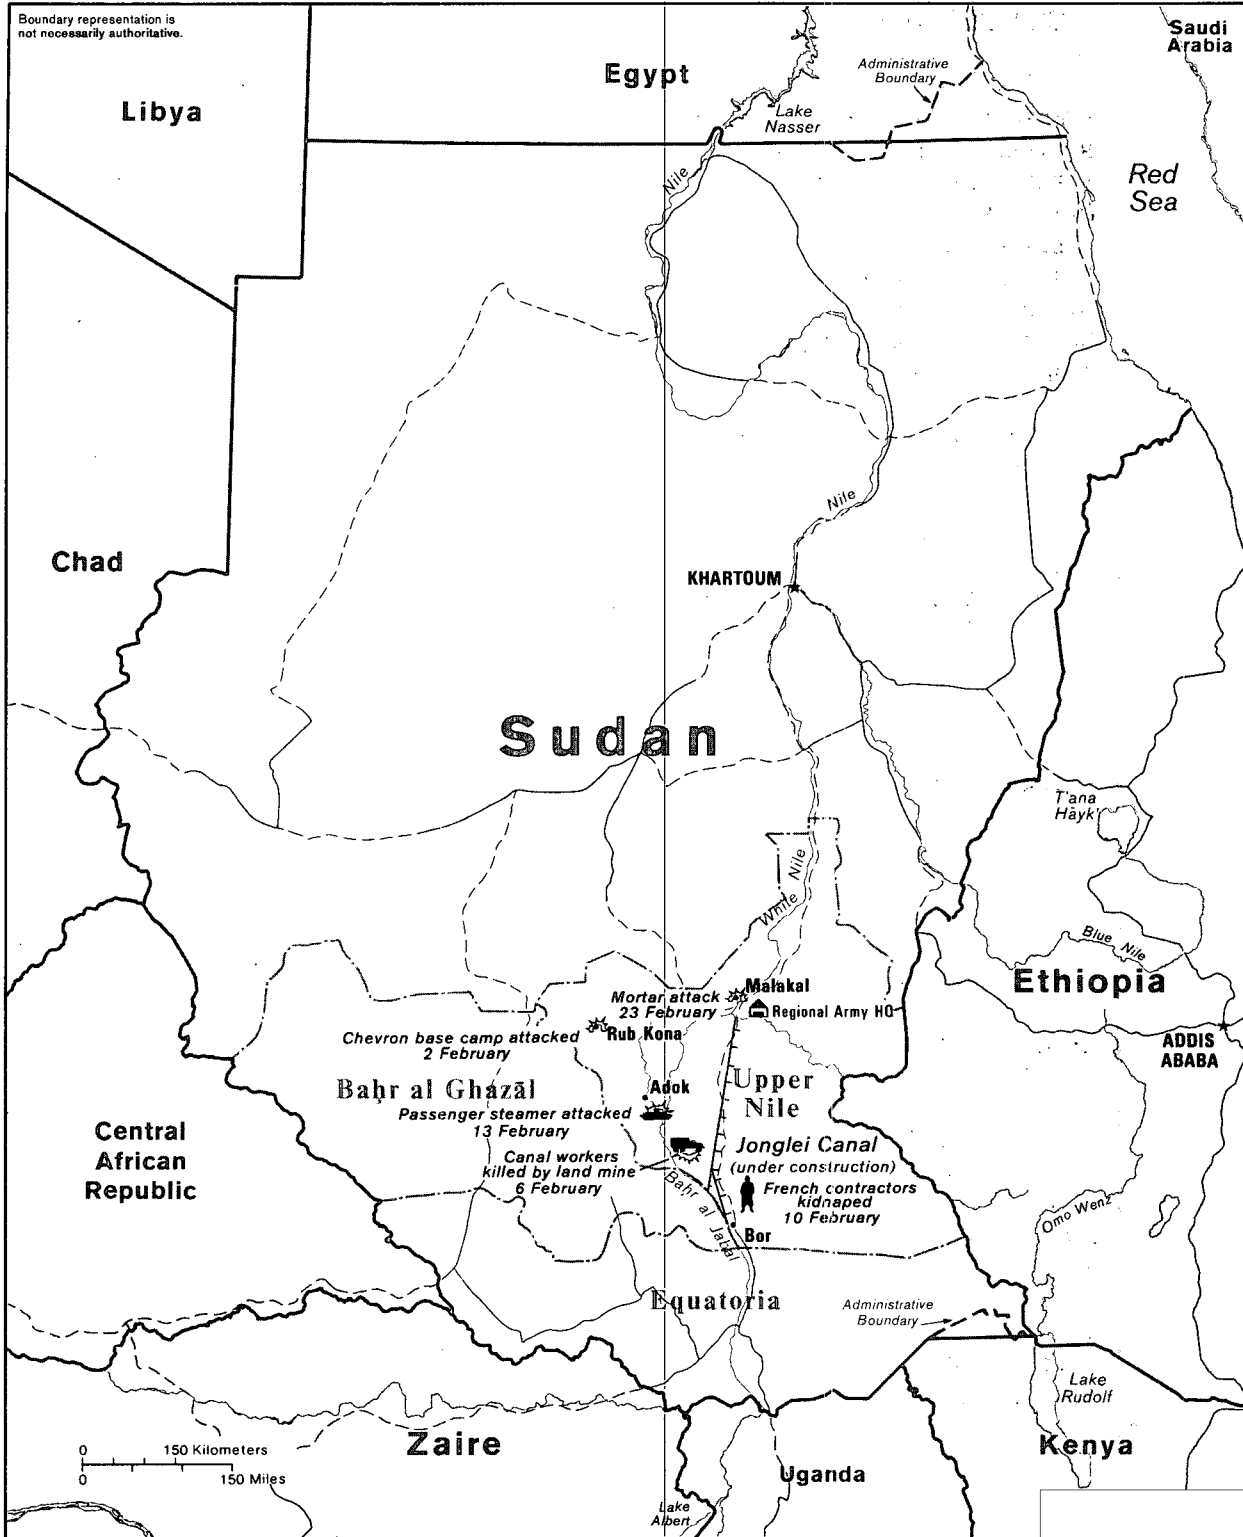 Boundary representation is
not necessarily authoritative.
Saudi
Arabia
Egypt
Administrative
Boundary
Libya
Lake
Nasser
Red
Sea
Nile
Nile
Chad
KHARTOUM
Sudan
T'ana
Hāyk'
White Nile
Blue Nile
Ethiopia
Malakal
Mortar attack
23 February
Regional Army HQ
Chevron base camp attacked
2 February
Rub Kona
ADDIS
ABABA
Baḥr al Ghazāl
Adok
Upper
Nile
Passenger steamer attacked
13 February
Central
African
Republic
Canal workers
killed by land mine
6 February
Jonglei Canal
(under construction)
French contractors
kidnaped
10 February
Baḥr al Jabal
Bor
Omo Wenz
Equatoria
Administrative
Boundary
Lake
Rudolf
Zaire
Kenya
Uganda
0 150 Kilometers
0 150 Miles
Lake
Albert